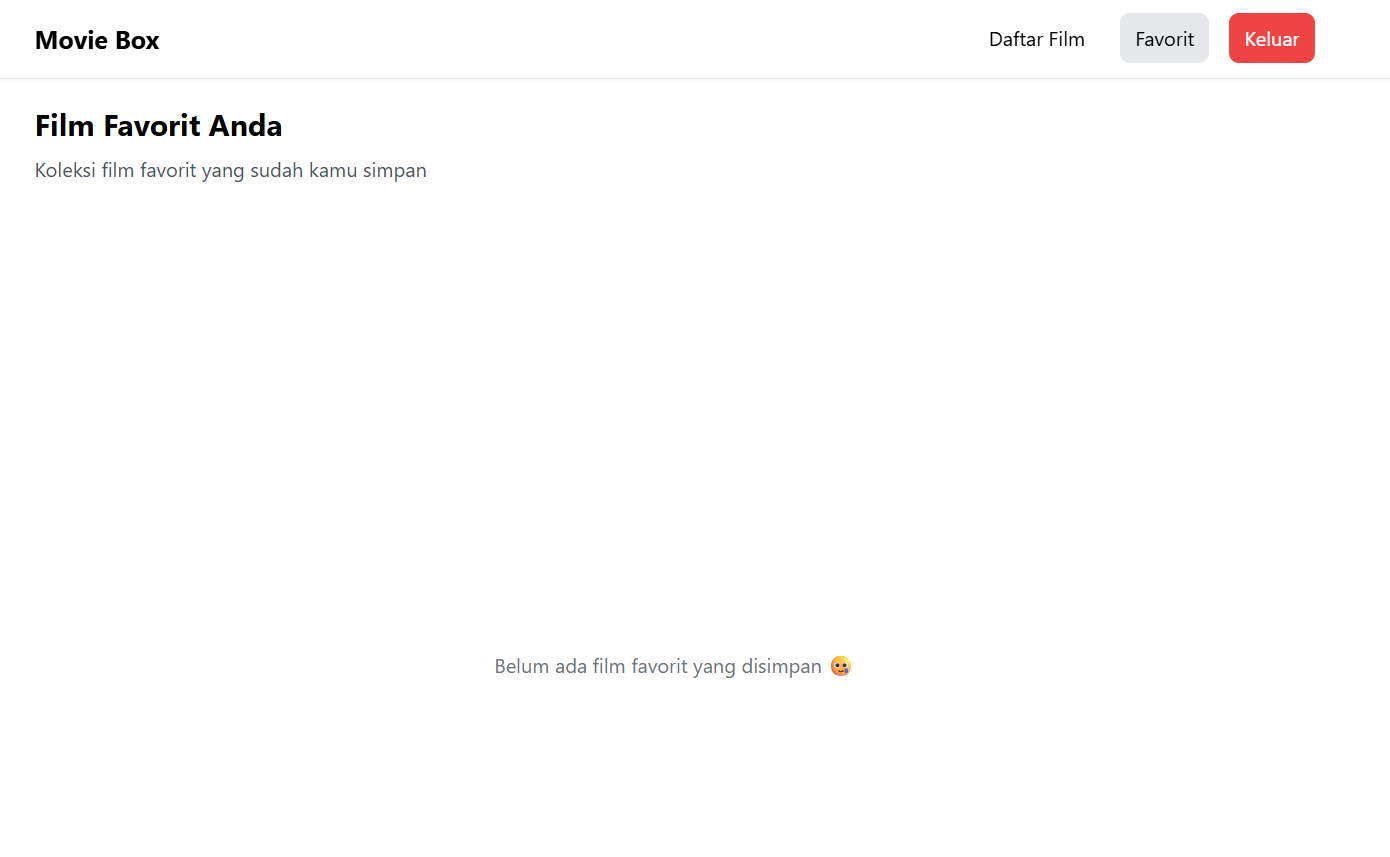 Movie Box
Daftar Film
Favorit
Keluar
Film Favorit Anda
Koleksi film favorit yang sudah kamu simpan
Belum ada film favorit yang disimpan 🥲